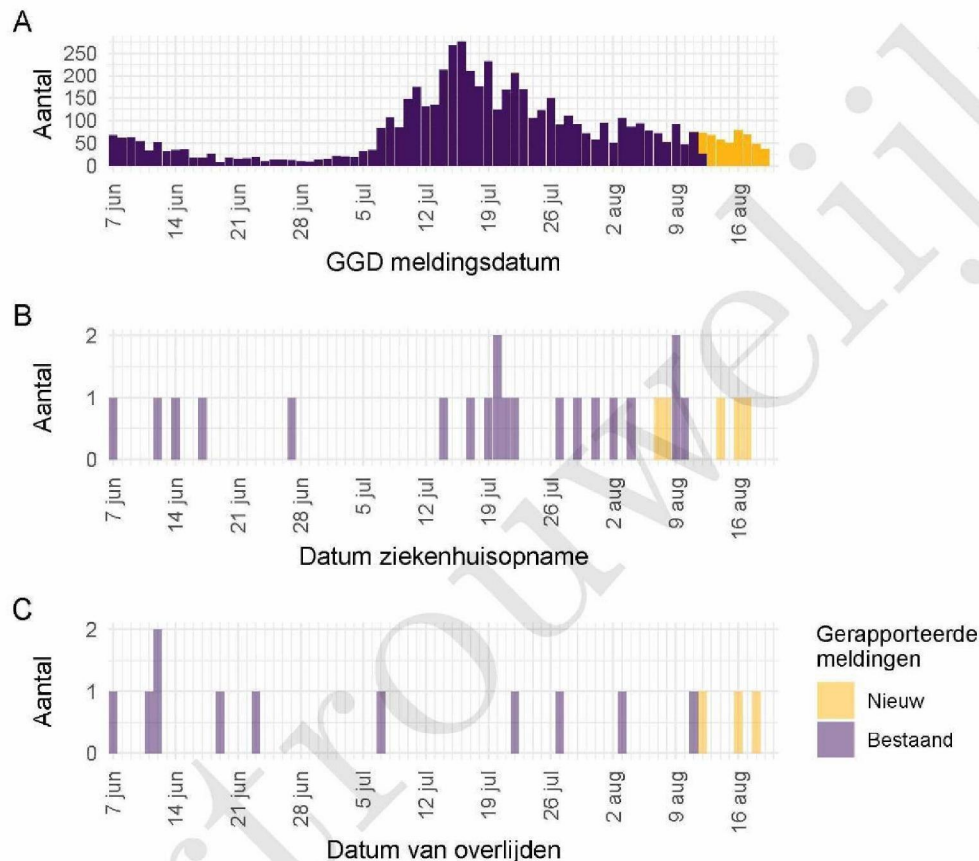 A
Aantal
250
200
150
100
50
0
7 jun
14 jun
21 jun
28 jun
5 jul
12 jul
19 jul
26 jul
2 aug
9 aug
16 aug
GGD meldingsdatum
B
Aantal
2
1
0
7 jun
14 jun
21 jun
28 jun
5 jul
12 jul
19 jul
26 jul
2 aug
9 aug
16 aug
Datum ziekenhuisopname
C
Aantal
2
1
0
7 jun
14 jun
21 jun
28 jun
5 jul
12 jul
19 jul
26 jul
2 aug
9 aug
16 aug
Datum van overlijden
Gerapporteerde
meldingen
Nieuw
Bestaand
rtrouwelij